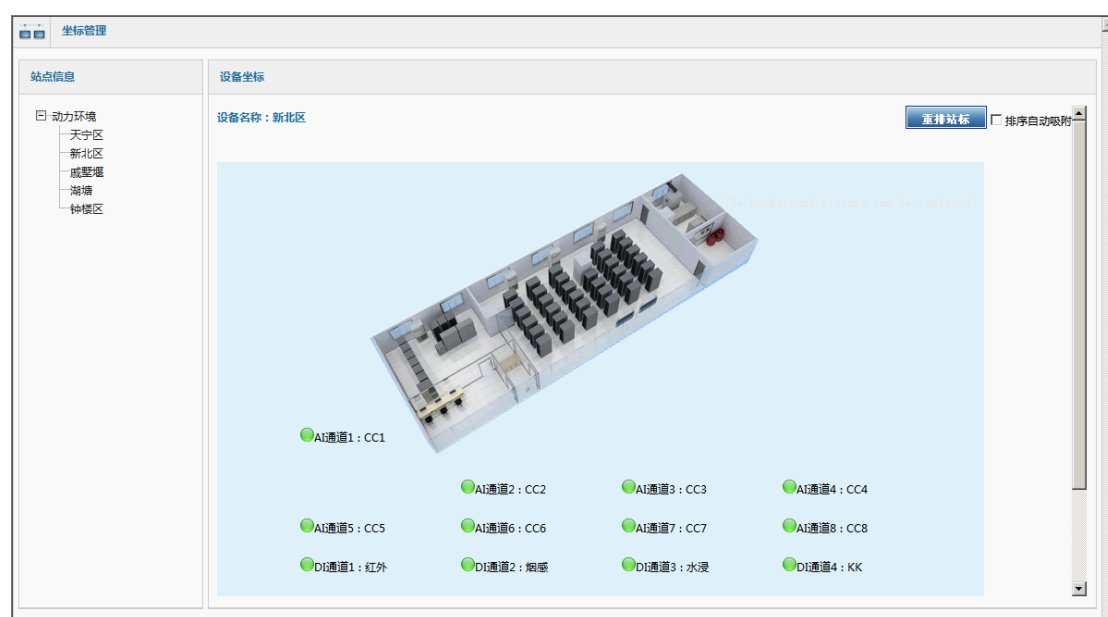 坐标管理
站点信息
设备坐标
动力环境
天宁区
新北区
戚墅堰
湖塘
钟楼区
设备名称：新北区
重排站标
排序自动吸附
The background picture can be replaced
AI通道1：CC1
AI通道2：CC2
AI通道3：CC3
AI通道4：CC4
AI通道5：CC5
AI通道6：CC6
AI通道7：CC7
AI通道8：CC8
DI通道1：红外
DI通道2：烟感
DI通道3：水浸
DI通道4：KK